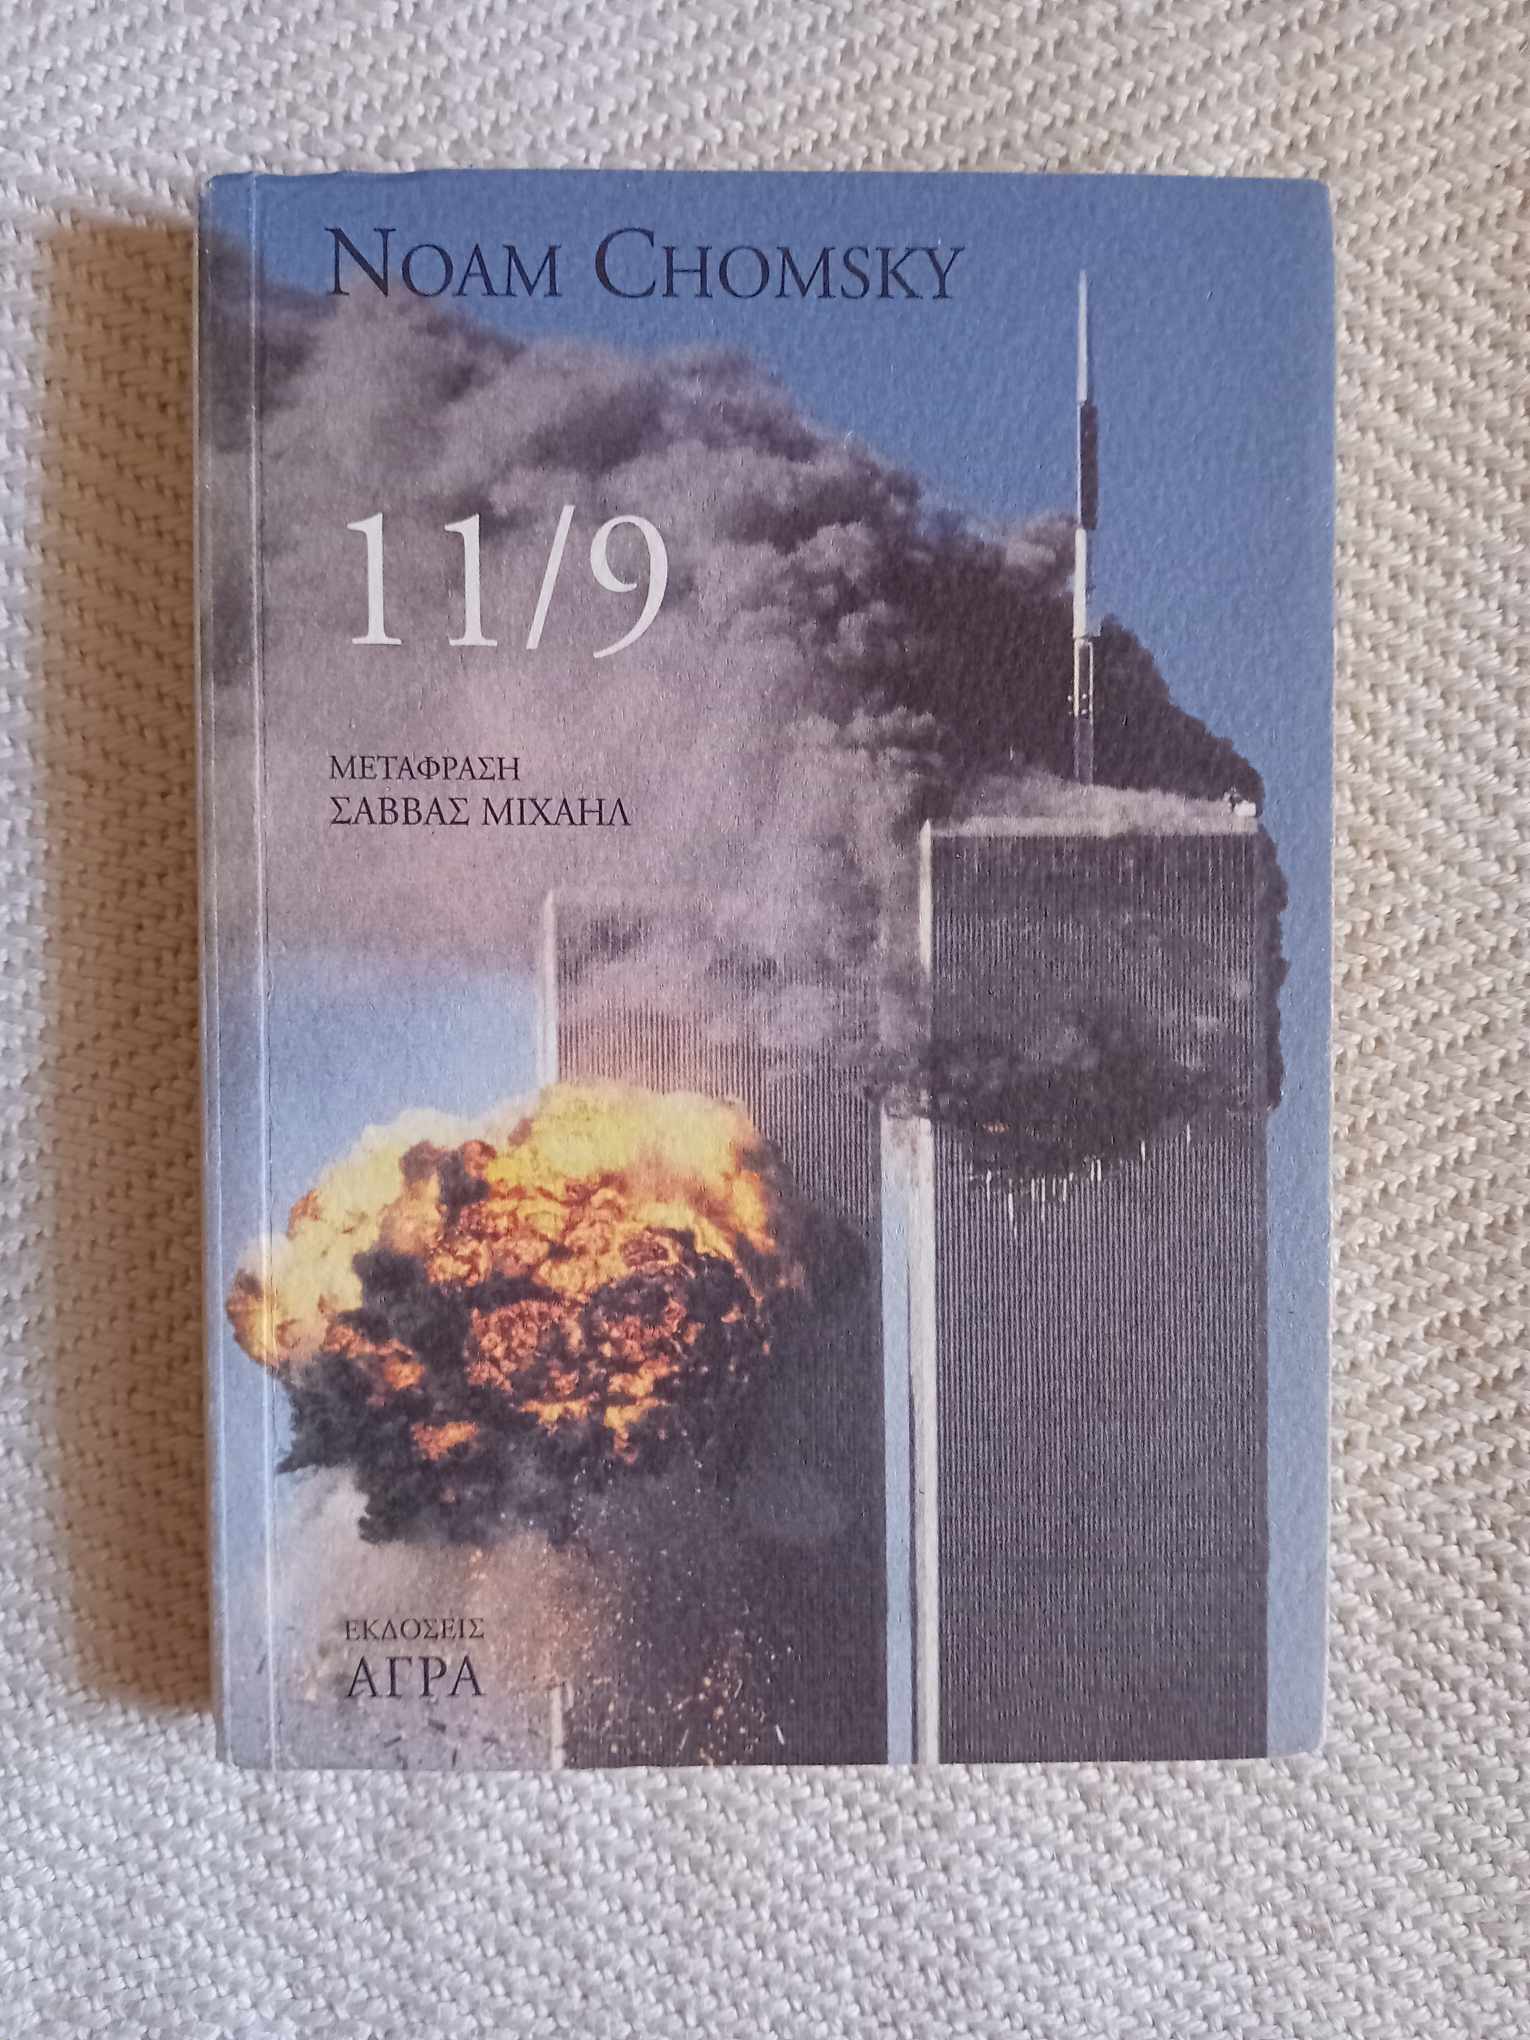 NOAM CHOMSKY
11/9
ΜΕΤΑΦΡΑΣΗ
ΣΑΒΒΑΣ ΜΙΧΑΗΛ
ΕΚΔΟΣΕΙΣ
ΑΓΡΑ